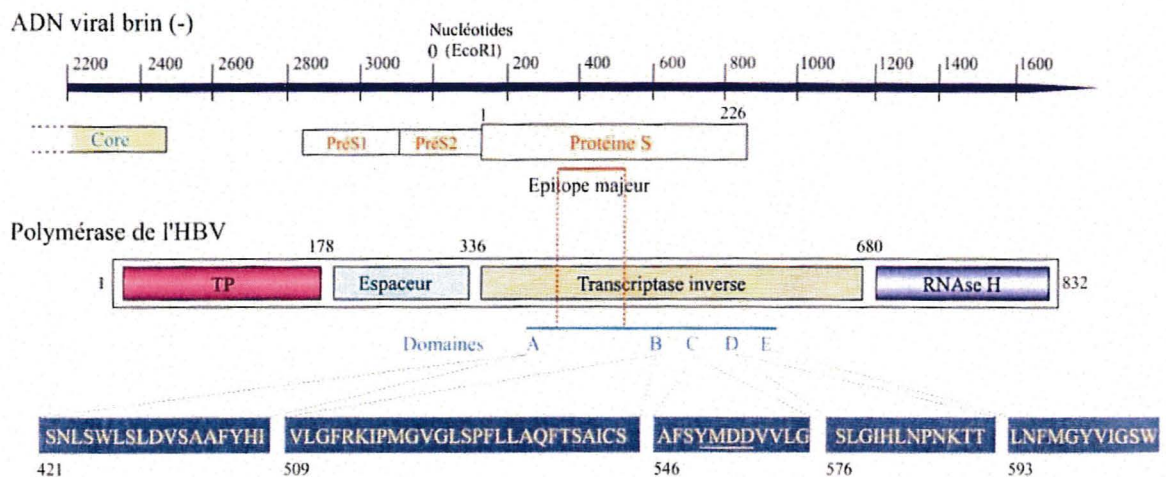 ADN viral brin (-)
Nucléotides
0 (EcoRI)
2200 2400 2600 2800 3000 200 400 600 800 1000 1200 1400 1600
1 226
Core PréS1 PréS2 Protéine S
Epitope majeur
Polymérase de l'HBV
178 336 680
1 TP Espaceur Transcriptase inverse RNAse H 832
Domaines A B C D E
SNLSWLSLDVSAAFYHI VLGFRKIPMGVGLSPFLLAQFTSAICS AFSYMDDVVLG SLGIHLNPNKTT LNFMGYVIGSW
421 509 546 576 593